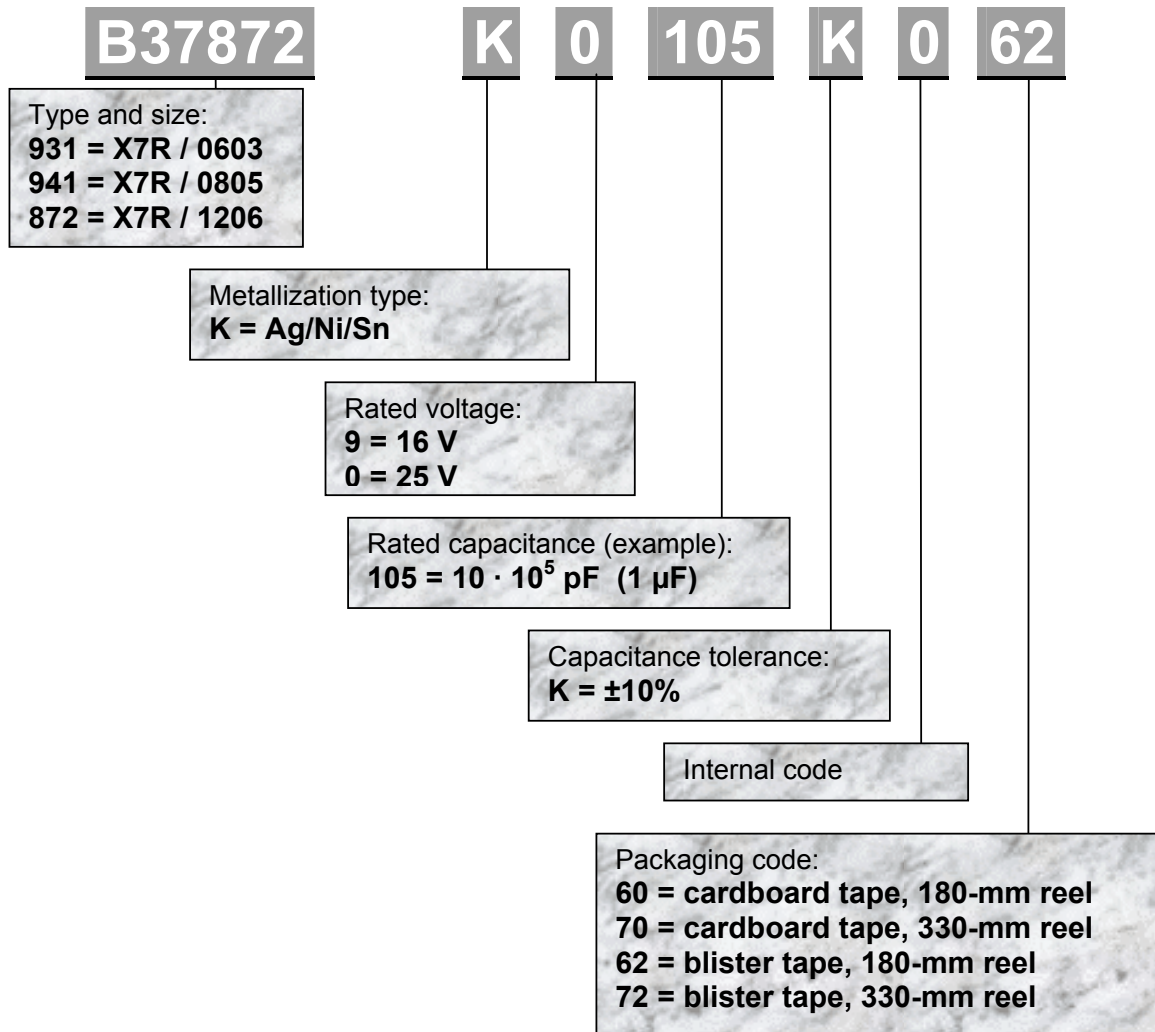 B37872 K 0 105 K 0 62
Type and size:
931 = X7R / 0603
941 = X7R / 0805
872 = X7R / 1206
Metallization type:
K = Ag/Ni/Sn
Rated voltage:
9 = 16 V
0 = 25 V
Rated capacitance (example):
105 = 10 · 10⁵ pF (1 µF)
Capacitance tolerance:
K = ±10%
Internal code
Packaging code:
60 = cardboard tape, 180-mm reel
70 = cardboard tape, 330-mm reel
62 = blister tape, 180-mm reel
72 = blister tape, 330-mm reel